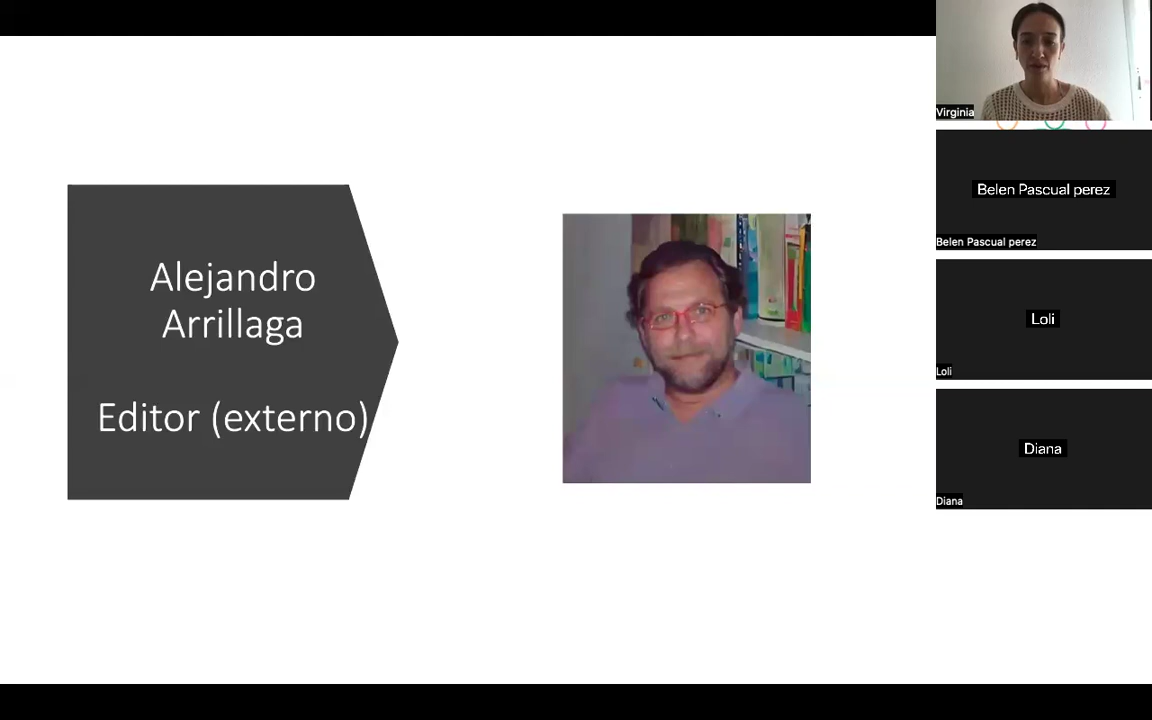 Alejandro
Arrillaga
Editor (externo)
Virginia
Belen Pascual perez
Belen Pascual perez
Loli
Loli
Diana
Diana